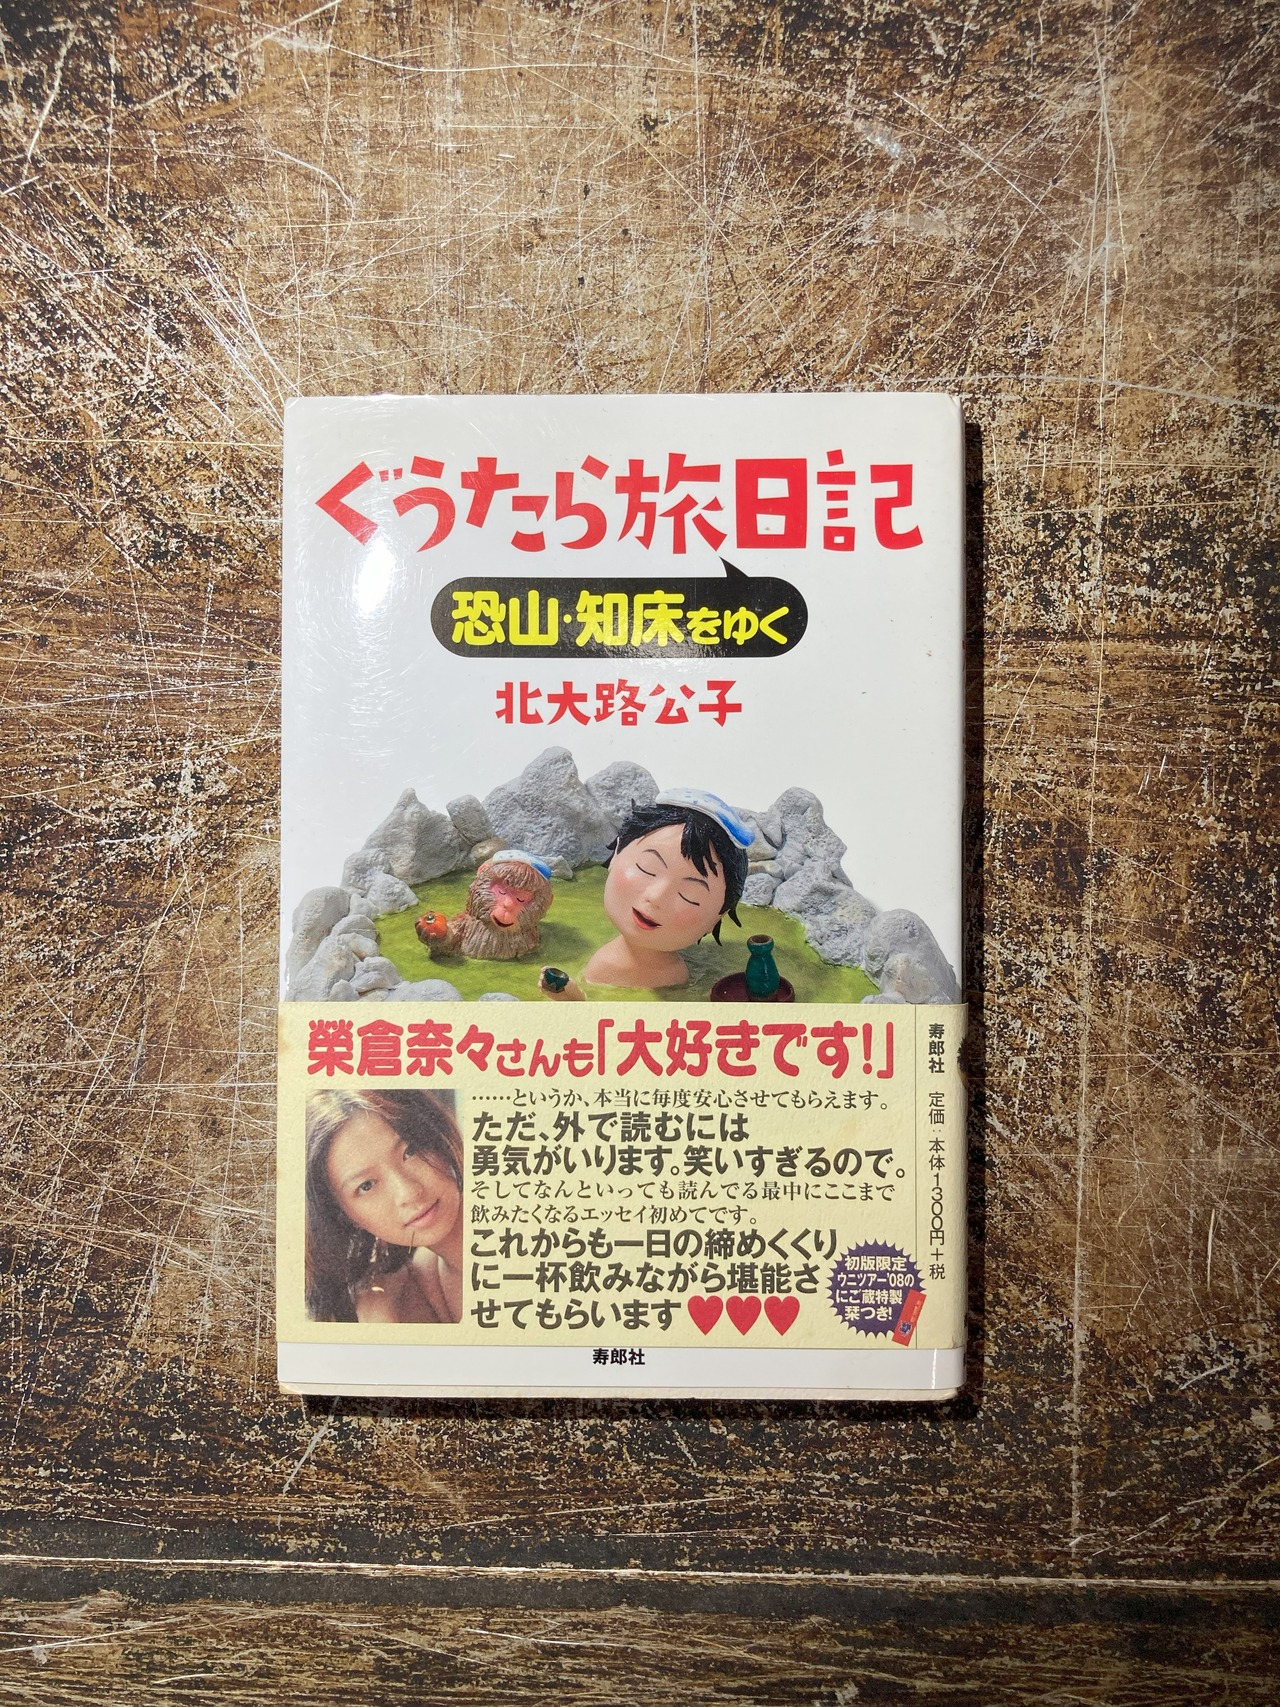 ぐうたら旅日記
恐山・知床をゆく
北大路公子
榮倉奈々さんも「大好きです!」
……というか、本当に毎度安心させてもらえます。
ただ、外で読むには
勇気がいります。笑いすぎるので。
そしてなんといっても読んでる最中にここまで
飲みたくなるエッセイ初めてです。
これからも一日の締めくくり
に一杯飲みながら堪能さ
せてもらいます♥♥♥
初版限定
ウニツアー'08の
にご蔵特製
栞つき!
寿郎社 定価:本体1300円+税
寿郎社